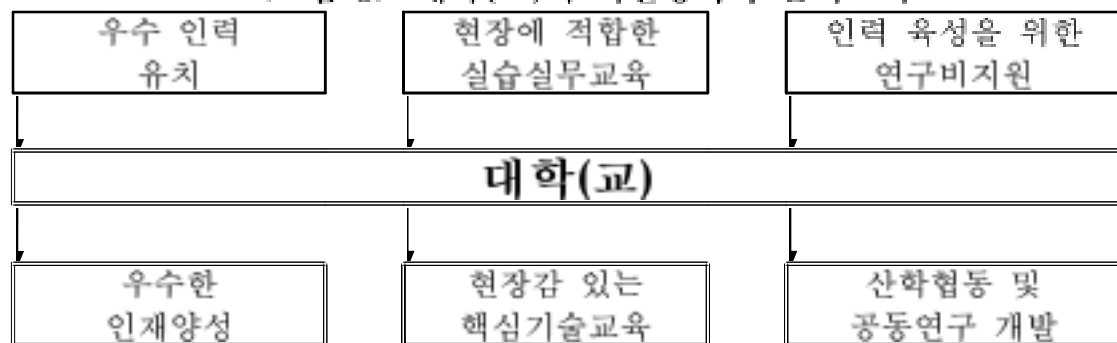 우수 인력
유치
현장에 적합한
실습실무교육
인력 육성을 위한
연구비지원
대학(교)
우수한
인재양성
현장감 있는
핵심기술교육
산학협동 및
공동연구 개발